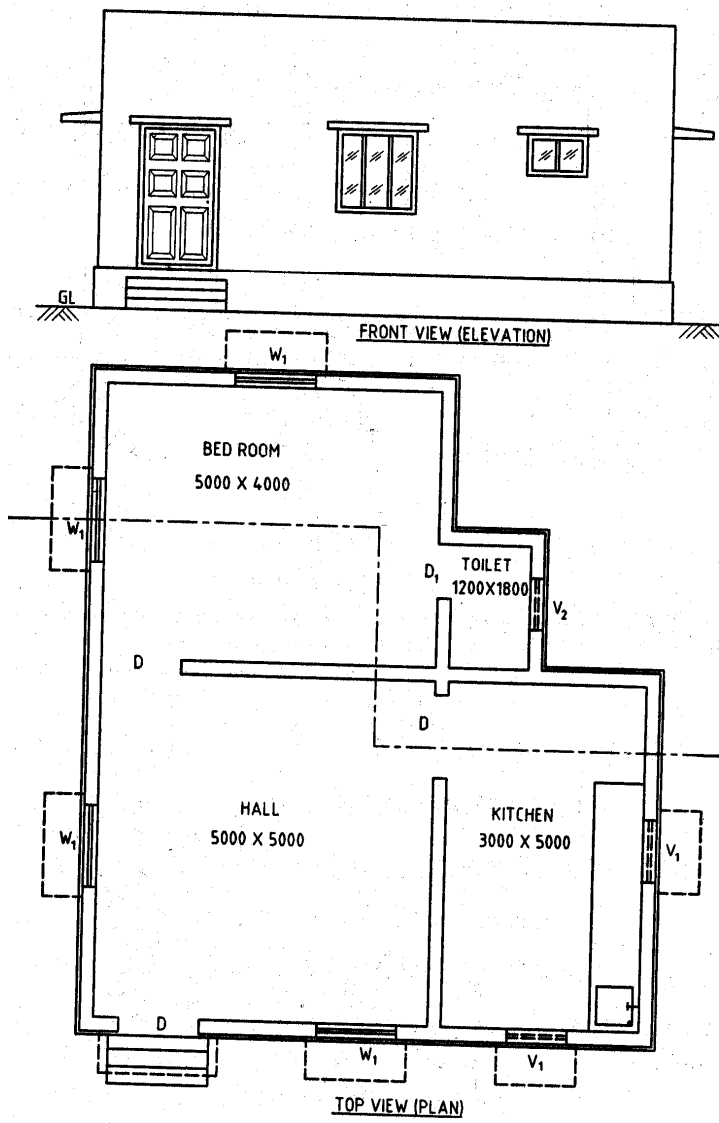 GL
FRONT VIEW (ELEVATION)
W₁
BED ROOM
5000 X 4000
W₁
D₁
TOILET
1200X1800
V₂
D
D
HALL
5000 X 5000
KITCHEN
3000 X 5000
W₁
V₁
D
W₁
V₁
TOP VIEW (PLAN)